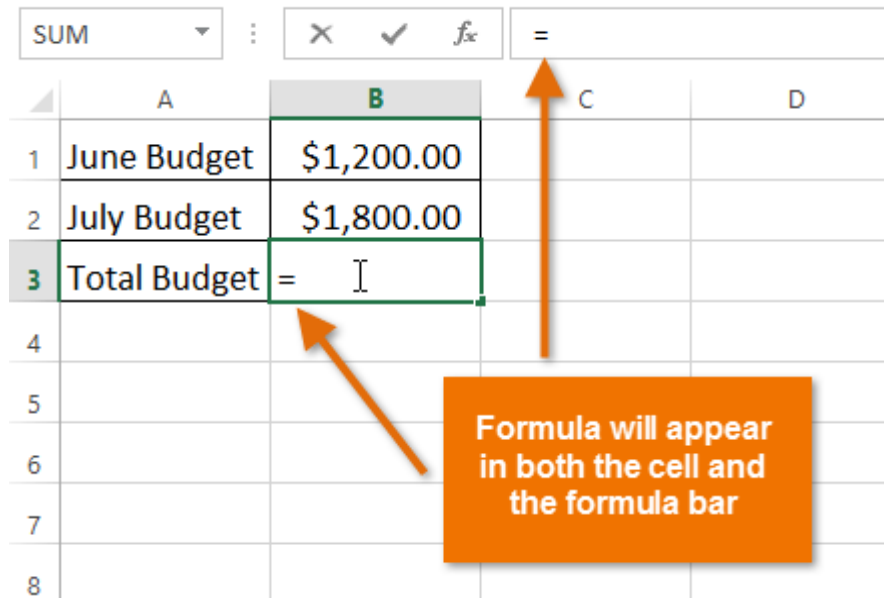 SUM fx =
A B C D
1 June Budget $1,200.00
2 July Budget $1,800.00
3 Total Budget =
4
5
Formula will appear
in both the cell and
the formula bar
6
7
8